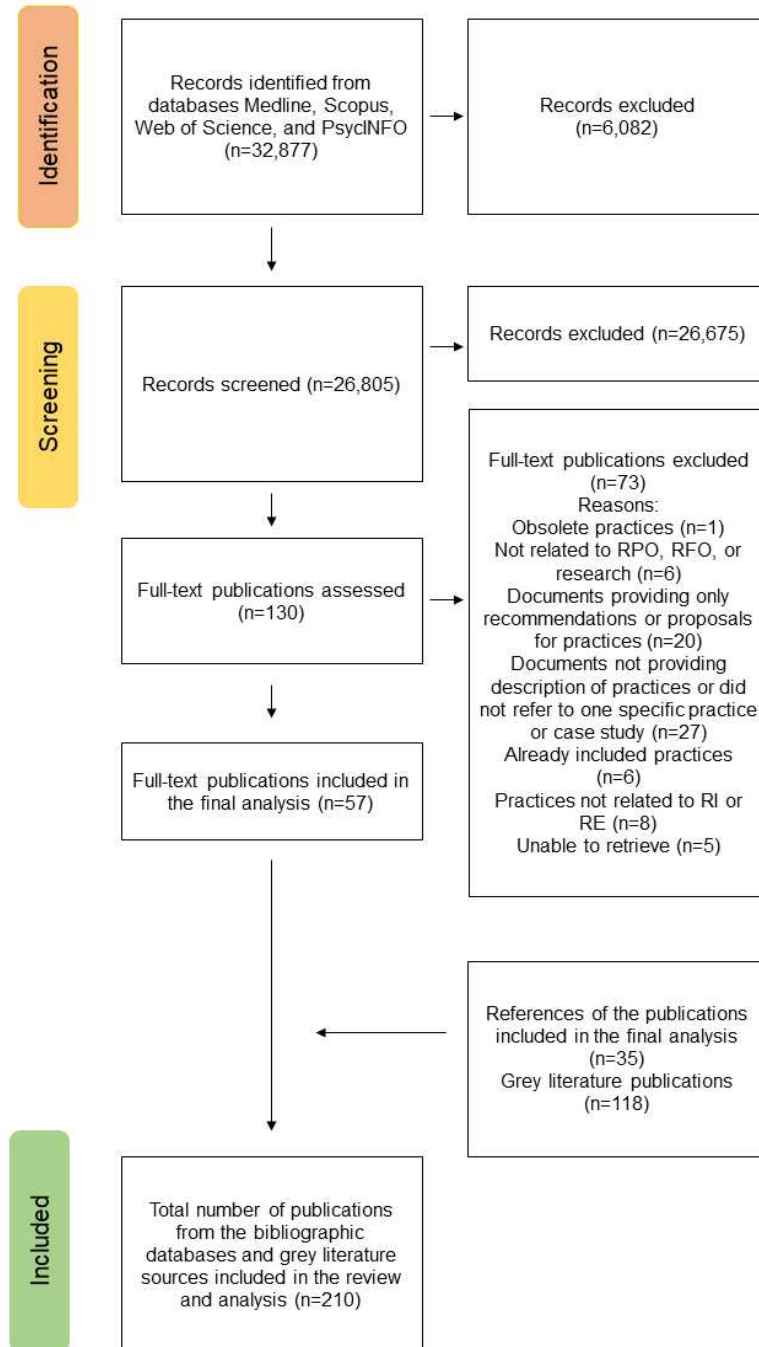 Identification
Records identified from
databases Medline, Scopus,
Web of Science, and PsycINFO
(n=32,877)
Records excluded
(n=6,082)
Screening
Records screened (n=26,805)
Records excluded (n=26,675)
Full-text publications assessed
(n=130)
Full-text publications excluded
(n=73)
Reasons:
Obsolete practices (n=1)
Not related to RPO, RFO, or
research (n=6)
Documents providing only
recommendations or proposals
for practices (n=20)
Documents not providing
description of practices or did
not refer to one specific practice
or case study (n=27)
Already included practices
(n=6)
Practices not related to RI or
RE (n=8)
Unable to retrieve (n=5)
Full-text publications included in
the final analysis (n=57)
References of the publications
included in the final analysis
(n=35)
Grey literature publications
(n=118)
Included
Total number of publications
from the bibliographic
databases and grey literature
sources included in the review
and analysis (n=210)